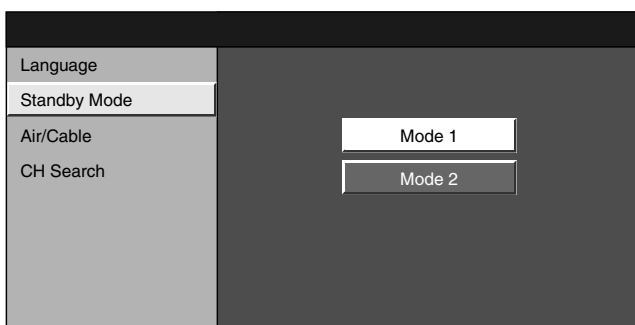 Language
Standby Mode
Air/Cable
CH Search
Mode 1
Mode 2